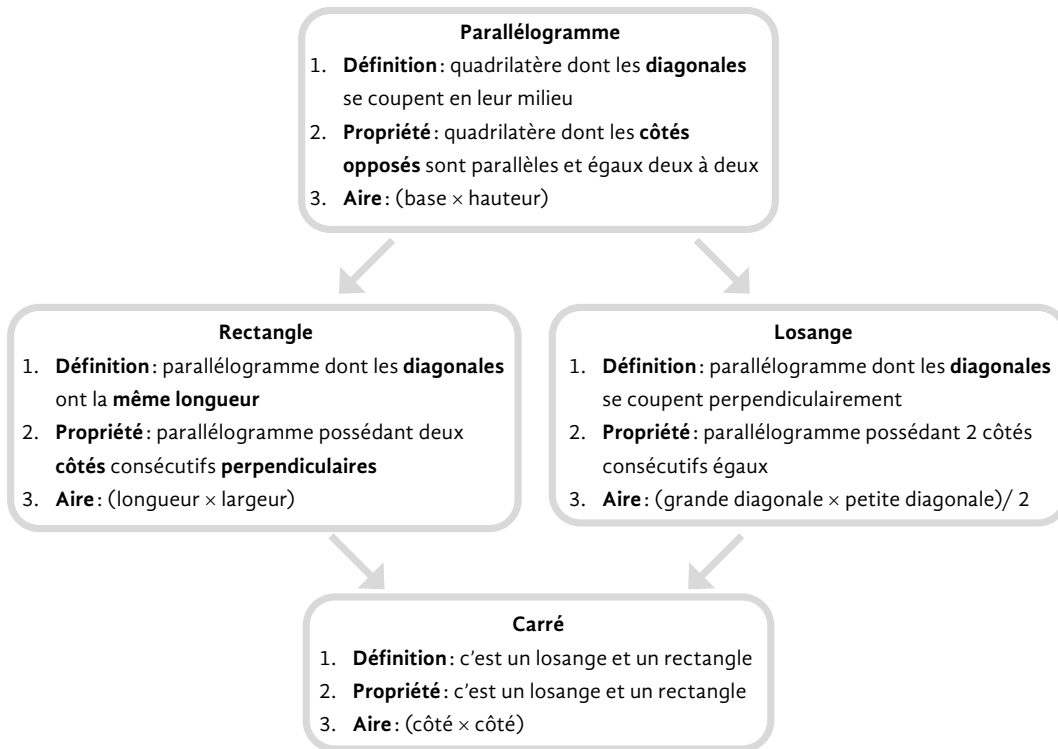 Parallélogramme
1. Définition : quadrilatère dont les diagonales
se coupent en leur milieu
2. Propriété : quadrilatère dont les côtés
opposés sont parallèles et égaux deux à deux
3. Aire : (base × hauteur)
Rectangle
1. Définition : parallélogramme dont les diagonales
ont la même longueur
2. Propriété : parallélogramme possédant deux
côtés consécutifs perpendiculaires
3. Aire : (longueur × largeur)
Losange
1. Définition : parallélogramme dont les diagonales
se coupent perpendiculairement
2. Propriété : parallélogramme possédant 2 côtés
consécutifs égaux
3. Aire : (grande diagonale × petite diagonale)/ 2
Carré
1. Définition : c'est un losange et un rectangle
2. Propriété : c'est un losange et un rectangle
3. Aire : (côté × côté)